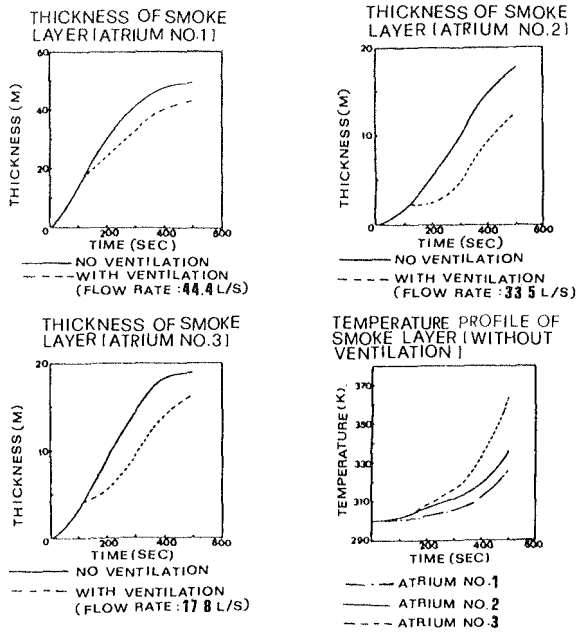 THICKNESS OF SMOKE
LAYER [ATRIUM NO.1]
60
40
20
0
THICKNESS (M)
200 400 600
TIME (SEC)
NO VENTILATION
WITH VENTILATION
(FLOW RATE :44.4 L/S)
THICKNESS OF SMOKE
LAYER [ATRIUM NO.2]
20
10
0
THICKNESS (M)
200 400 600
TIME (SEC)
NO VENTILATION
WITH VENTILATION
(FLOW RATE :33 5 L/S)
THICKNESS OF SMOKE
LAYER [ATRIUM NO.3]
20
10
0
THICKNESS (M)
200 400 600
TIME (SEC)
NO VENTILATION
WITH VENTILATION
(FLOW RATE :17 8 L/S)
TEMPERATURE PROFILE OF
SMOKE LAYER [WITHOUT
VENTILATION ]
370
350
330
310
290
TEMPERATURE (K)
200 400 600
TIME (SEC)
ATRIUM NO.1
ATRIUM NO.2
ATRIUM NO.3